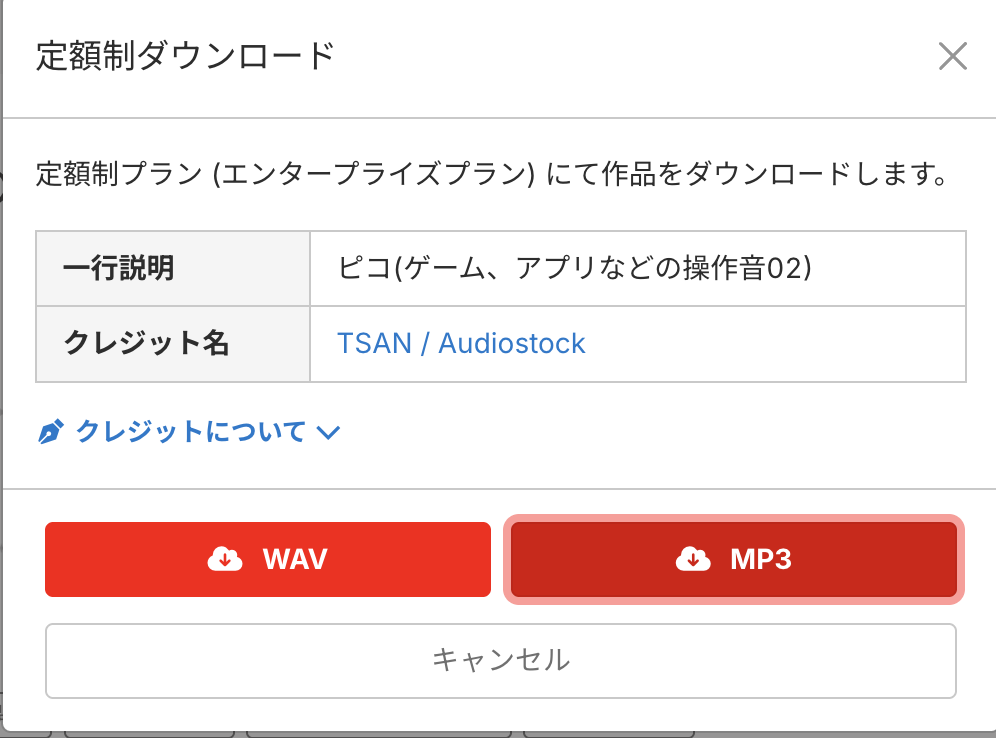 定額制ダウンロード
定額制プラン (エンタープライズプラン) にて作品をダウンロードします。
一行説明
ピコ(ゲーム、アプリなどの操作音02)
クレジット名
TSAN / Audiostock
クレジットについて
WAV
MP3
キャンセル